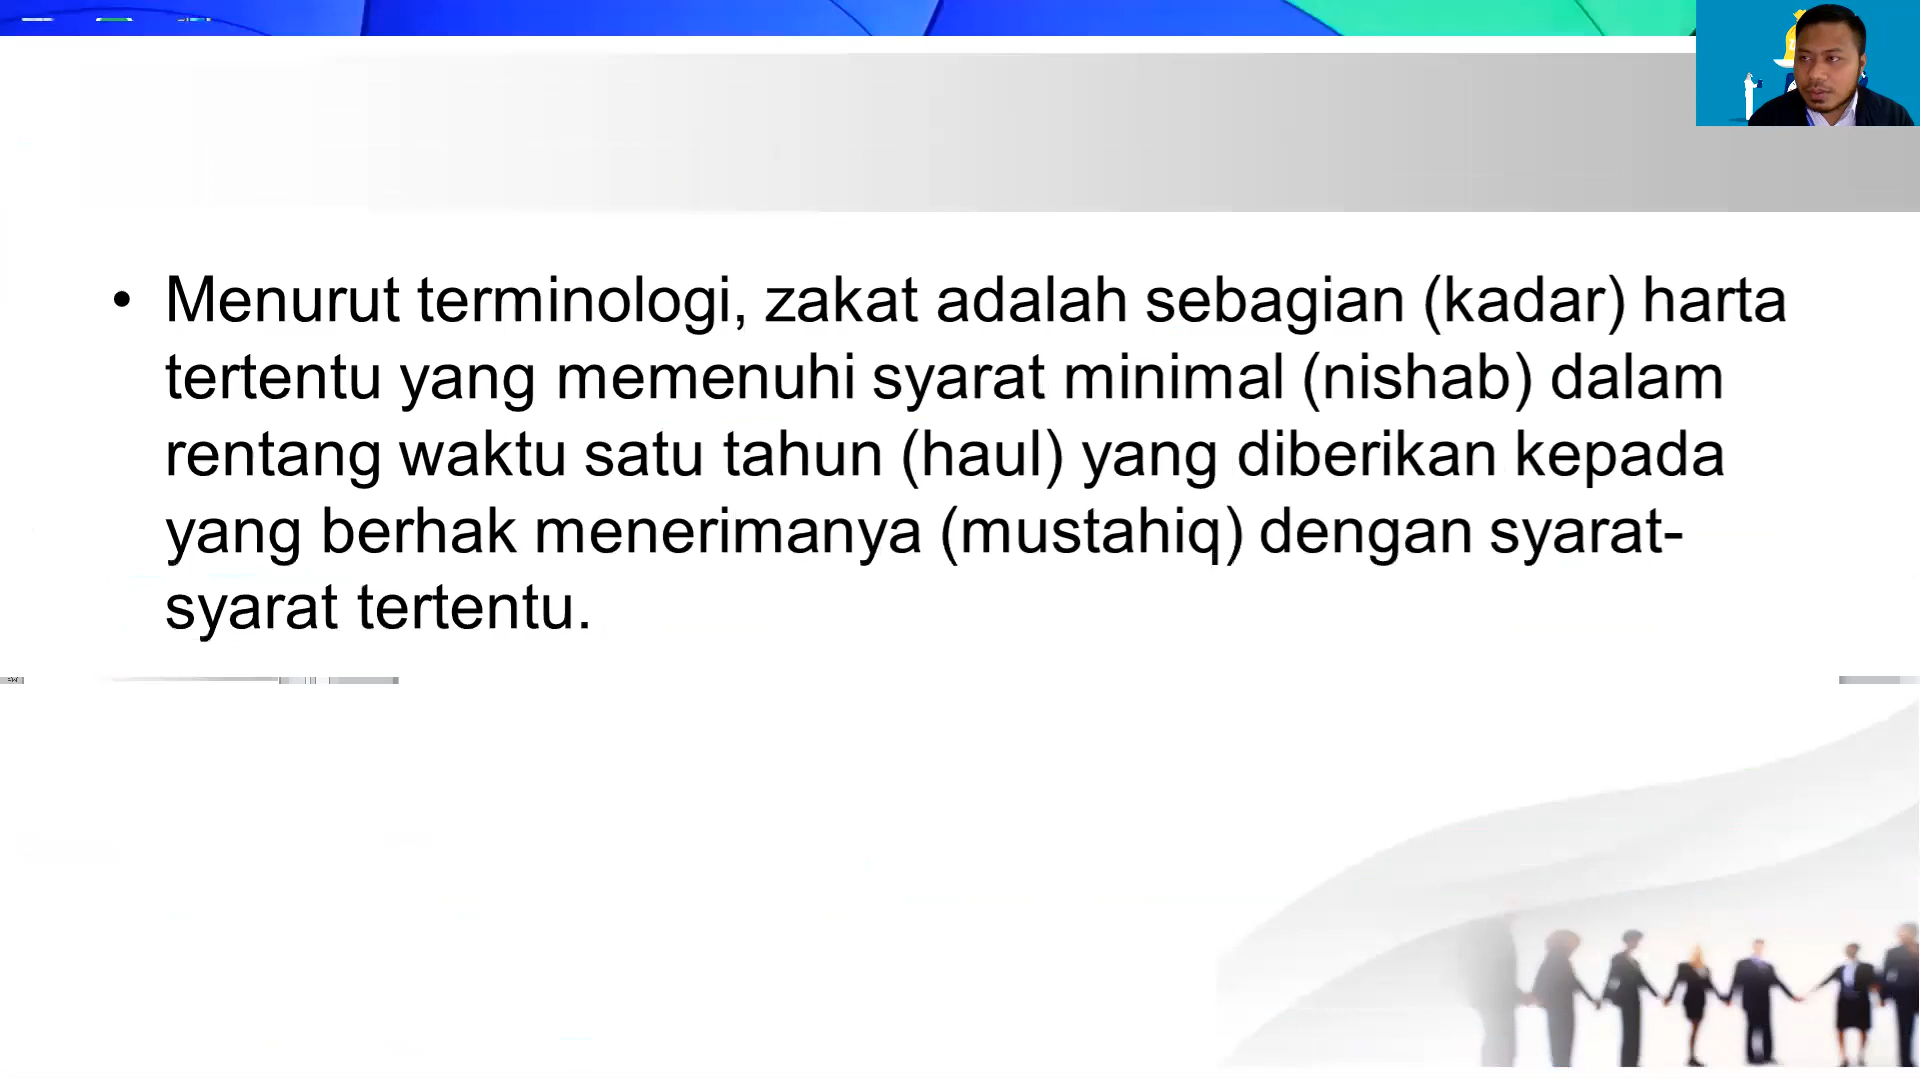 • Menurut terminologi, zakat adalah sebagian (kadar) harta
tertentu yang memenuhi syarat minimal (nishab) dalam
rentang waktu satu tahun (haul) yang diberikan kepada
yang berhak menerimanya (mustahiq) dengan syarat-
syarat tertentu.